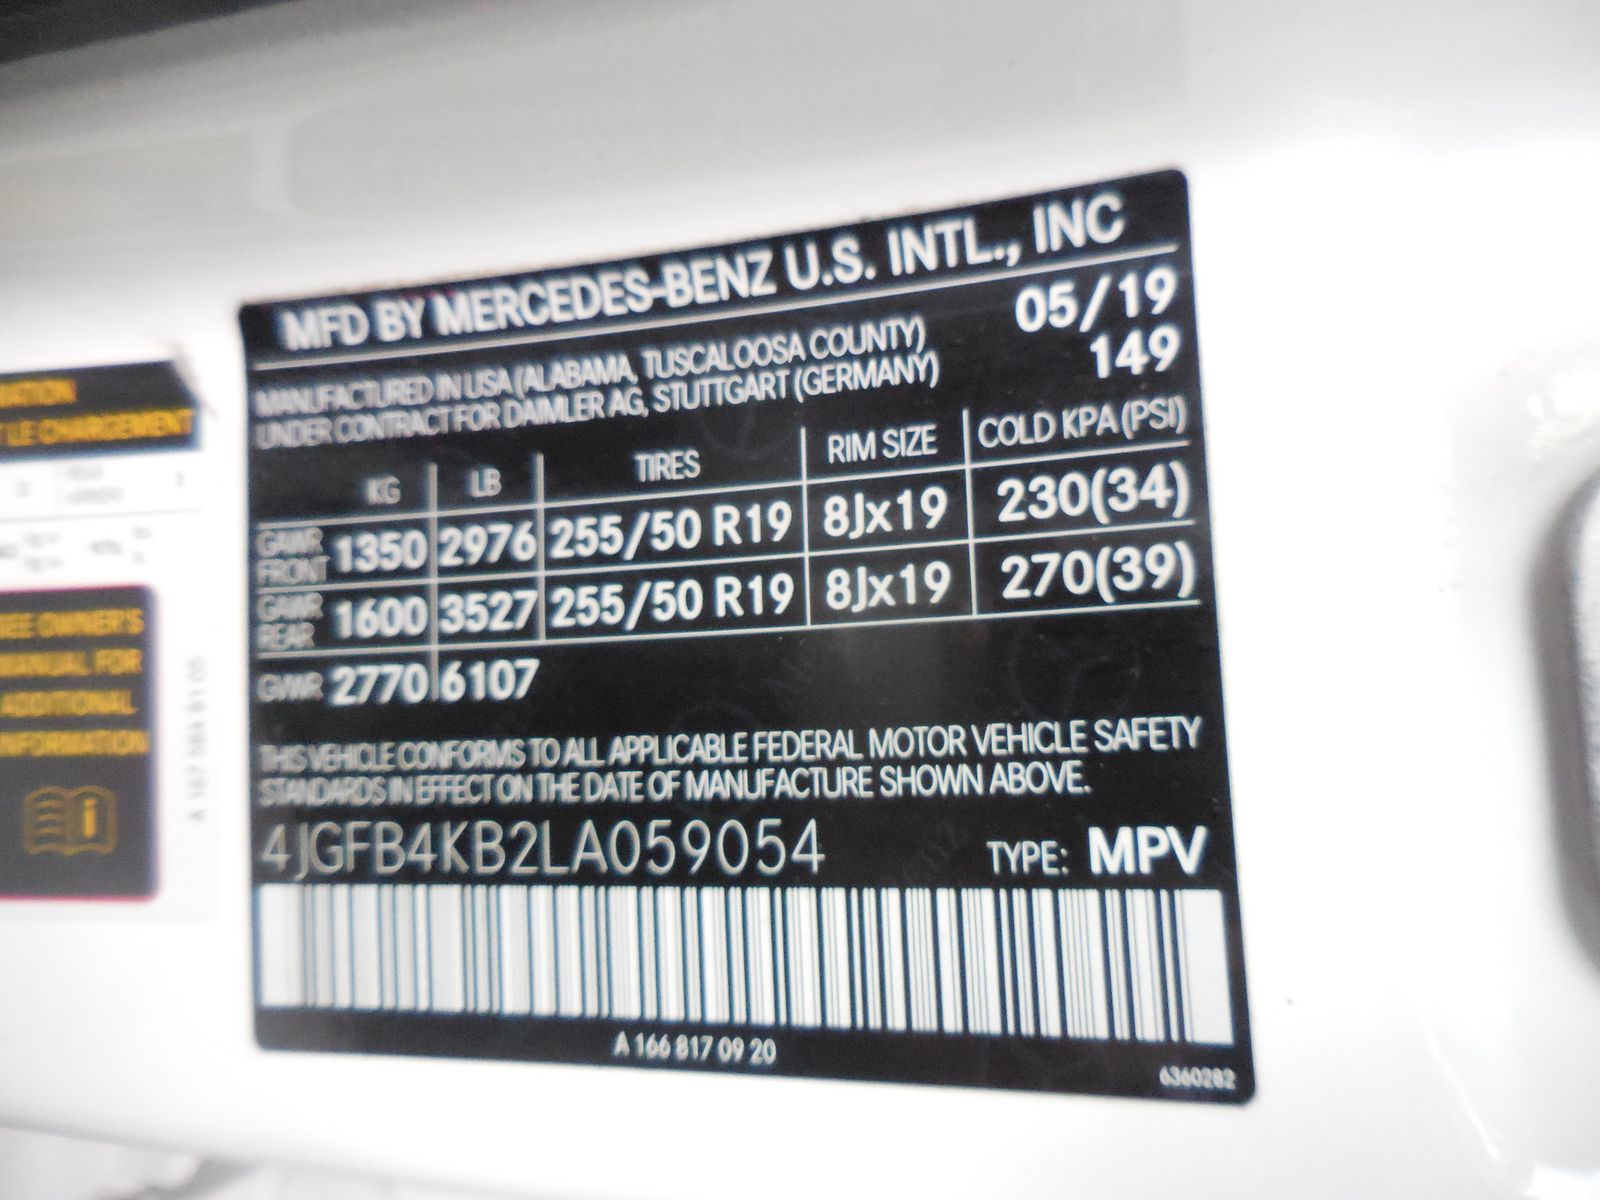 MFD BY MERCEDES-BENZ U.S. INTL., INC
MANUFACTURED IN USA (ALABAMA, TUSCALOOSA COUNTY) 05/19
UNDER CONTRACT FOR DAIMLER AG, STUTTGART (GERMANY) 149
KG LB TIRES RIM SIZE COLD KPA (PSI)
GAWR FRONT 1350 2976 255/50 R19 8Jx19 230(34)
GAWR REAR 1600 3527 255/50 R19 8Jx19 270(39)
GVWR 2770 6107
THIS VEHICLE CONFORMS TO ALL APPLICABLE FEDERAL MOTOR VEHICLE SAFETY
STANDARDS IN EFFECT ON THE DATE OF MANUFACTURE SHOWN ABOVE.
4JGFB4KB2LA059054 TYPE: MPV
A 166 817 09 20
6360282
LE CHARGEMENT
SEE OWNER'S
MANUAL FOR
ADDITIONAL
INFORMATION